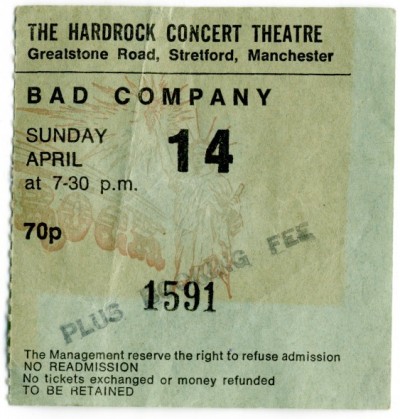 THE HARDROCK CONCERT THEATRE
Grealstone Road, Stretford, Manchester
BAD COMPANY
SUNDAY
APRIL 14
at 7-30 p.m.
70p
PLUS BOOKING FEE
1591
The Management reserve the right to refuse admission
NO READMISSION
No tickets exchanged or money refunded
TO BE RETAINED